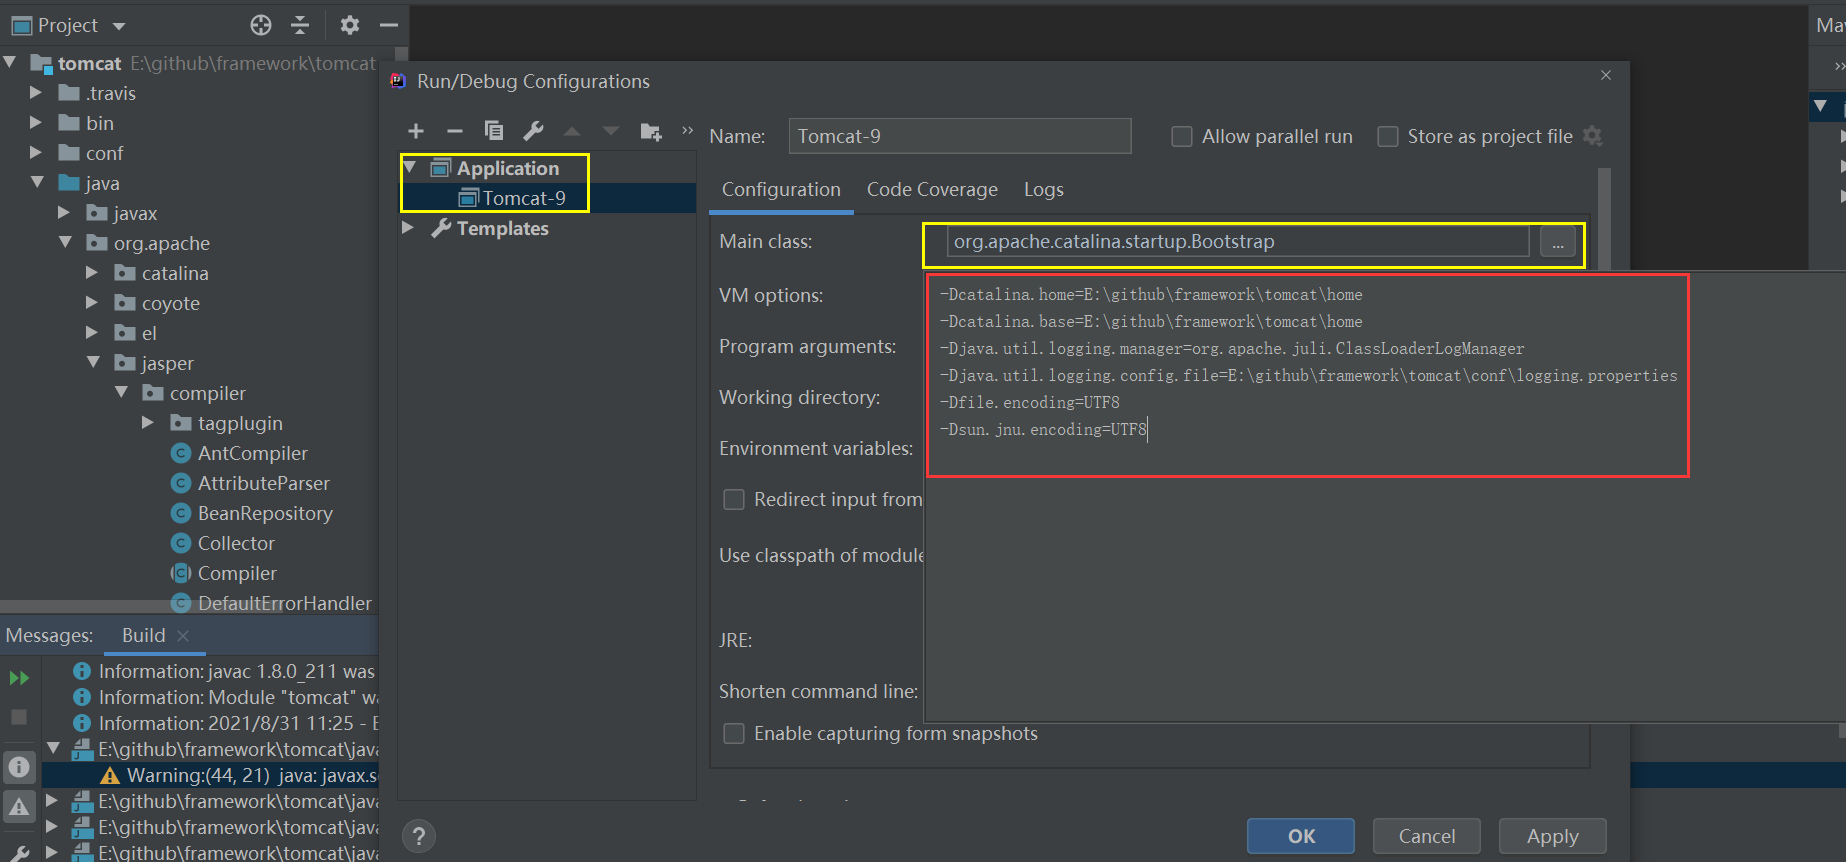 Project
tomcat E:\github\framework\tomcat
.travis
bin
conf
java
javax
org.apache
catalina
coyote
el
jasper
compiler
tagplugin
AntCompiler
AttributeParser
BeanRepository
Collector
Compiler
DefaultErrorHandler
Run/Debug Configurations
Application
Tomcat-9
Templates
Name: Tomcat-9
Allow parallel run
Store as project file
Configuration Code Coverage Logs
Main class: org.apache.catalina.startup.Bootstrap ...
VM options:
-Dcatalina.home=E:\github\framework\tomcat\home
-Dcatalina.base=E:\github\framework\tomcat\home
-Djava.util.logging.manager=org.apache.juli.ClassLoaderLogManager
-Djava.util.logging.config.file=E:\github\framework\tomcat\conf\logging.properties
-Dfile.encoding=UTF8
-Dsun.jnu.encoding=UTF8
Program arguments:
Working directory:
Environment variables:
Redirect input from
Use classpath of module
JRE:
Shorten command line:
Enable capturing form snapshots
? OK Cancel Apply
Messages: Build
Information: javac 1.8.0_211 was
Information: Module "tomcat" wa
Information: 2021/8/31 11:25 - E
E:\github\framework\tomcat\java
Warning:(44, 21) java: javax.s
E:\github\framework\tomcat\java
E:\github\framework\tomcat\java
E:\github\framework\tomcat\java
Ma